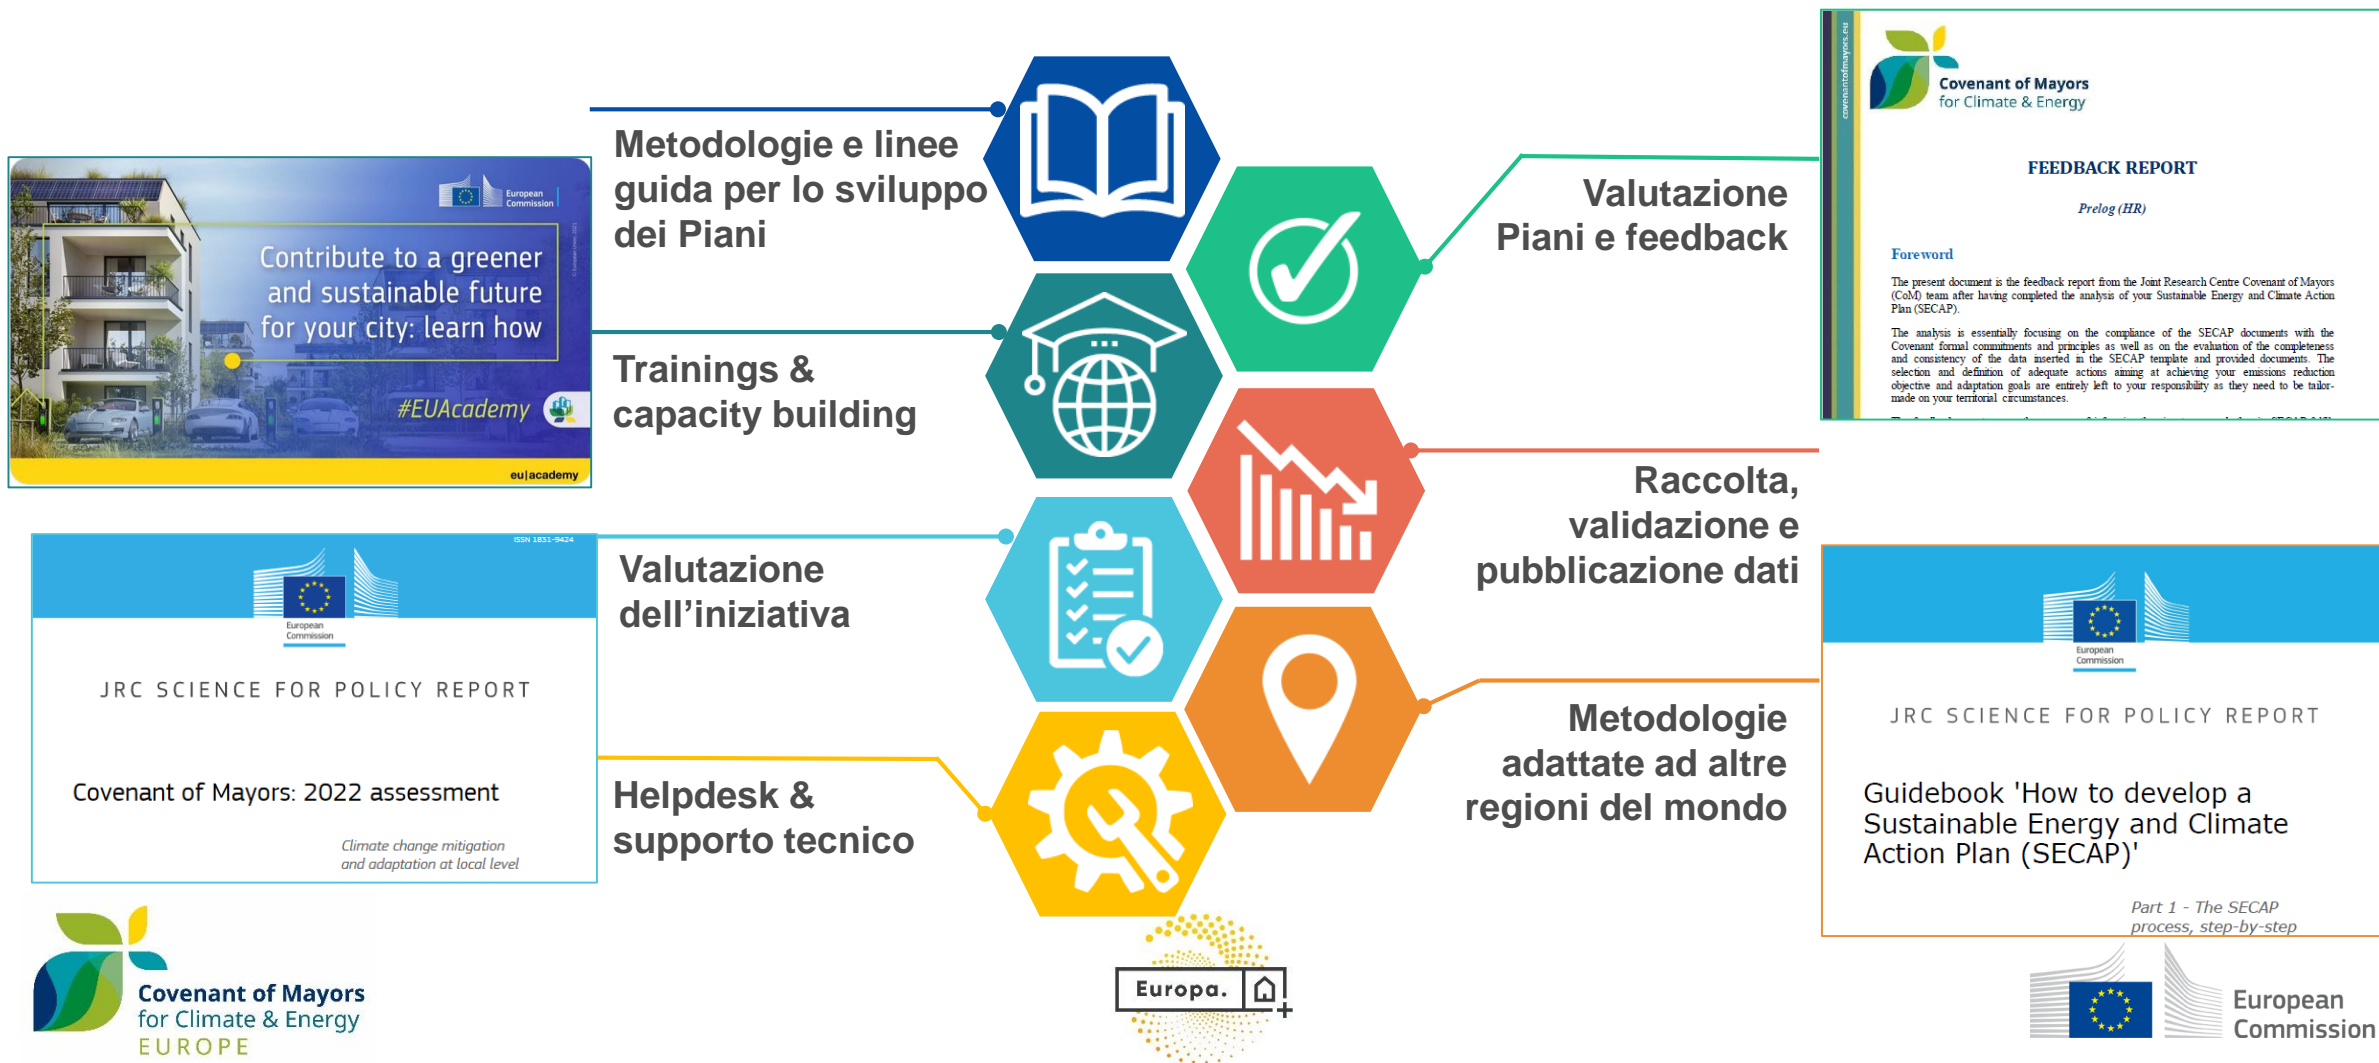 Metodologie e linee
guida per lo sviluppo
dei Piani
European
Commission
Contribute to a greener
and sustainable future
for your city: learn how
#EUAcademy
eu|academy
Trainings &
capacity building
ISSN 1831-9424
European
Commission
JRC SCIENCE FOR POLICY REPORT
Covenant of Mayors: 2022 assessment
Climate change mitigation
and adaptation at local level
Valutazione
dell’iniziativa
Helpdesk &
supporto tecnico
Covenant of Mayors
for Climate & Energy
EUROPE
Europa.
Valutazione
Piani e feedback
Raccolta,
validazione e
pubblicazione dati
Metodologie
adattate ad altre
regioni del mondo
covenantofmayors.eu
Covenant of Mayors
for Climate & Energy
FEEDBACK REPORT
Prelog (HR)
Foreword
The present document is the feedback report from the Joint Research Centre Covenant of Mayors
(CoM) team after having completed the analysis of your Sustainable Energy and Climate Action
Plan (SECAP).
The analysis is essentially focusing on the compliance of the SECAP documents with the
Covenant formal commitments and principles as well as on the evaluation of the completeness
and consistency of the data inserted in the SECAP template and provided documents. The
selection and definition of adequate actions aiming at achieving your emissions reduction
objective and adaptation goals are entirely left to your responsibility as they need to be tailor-
made on your territorial circumstances.
European
Commission
JRC SCIENCE FOR POLICY REPORT
Guidebook 'How to develop a
Sustainable Energy and Climate
Action Plan (SECAP)'
Part 1 - The SECAP
process, step-by-step
European
Commission